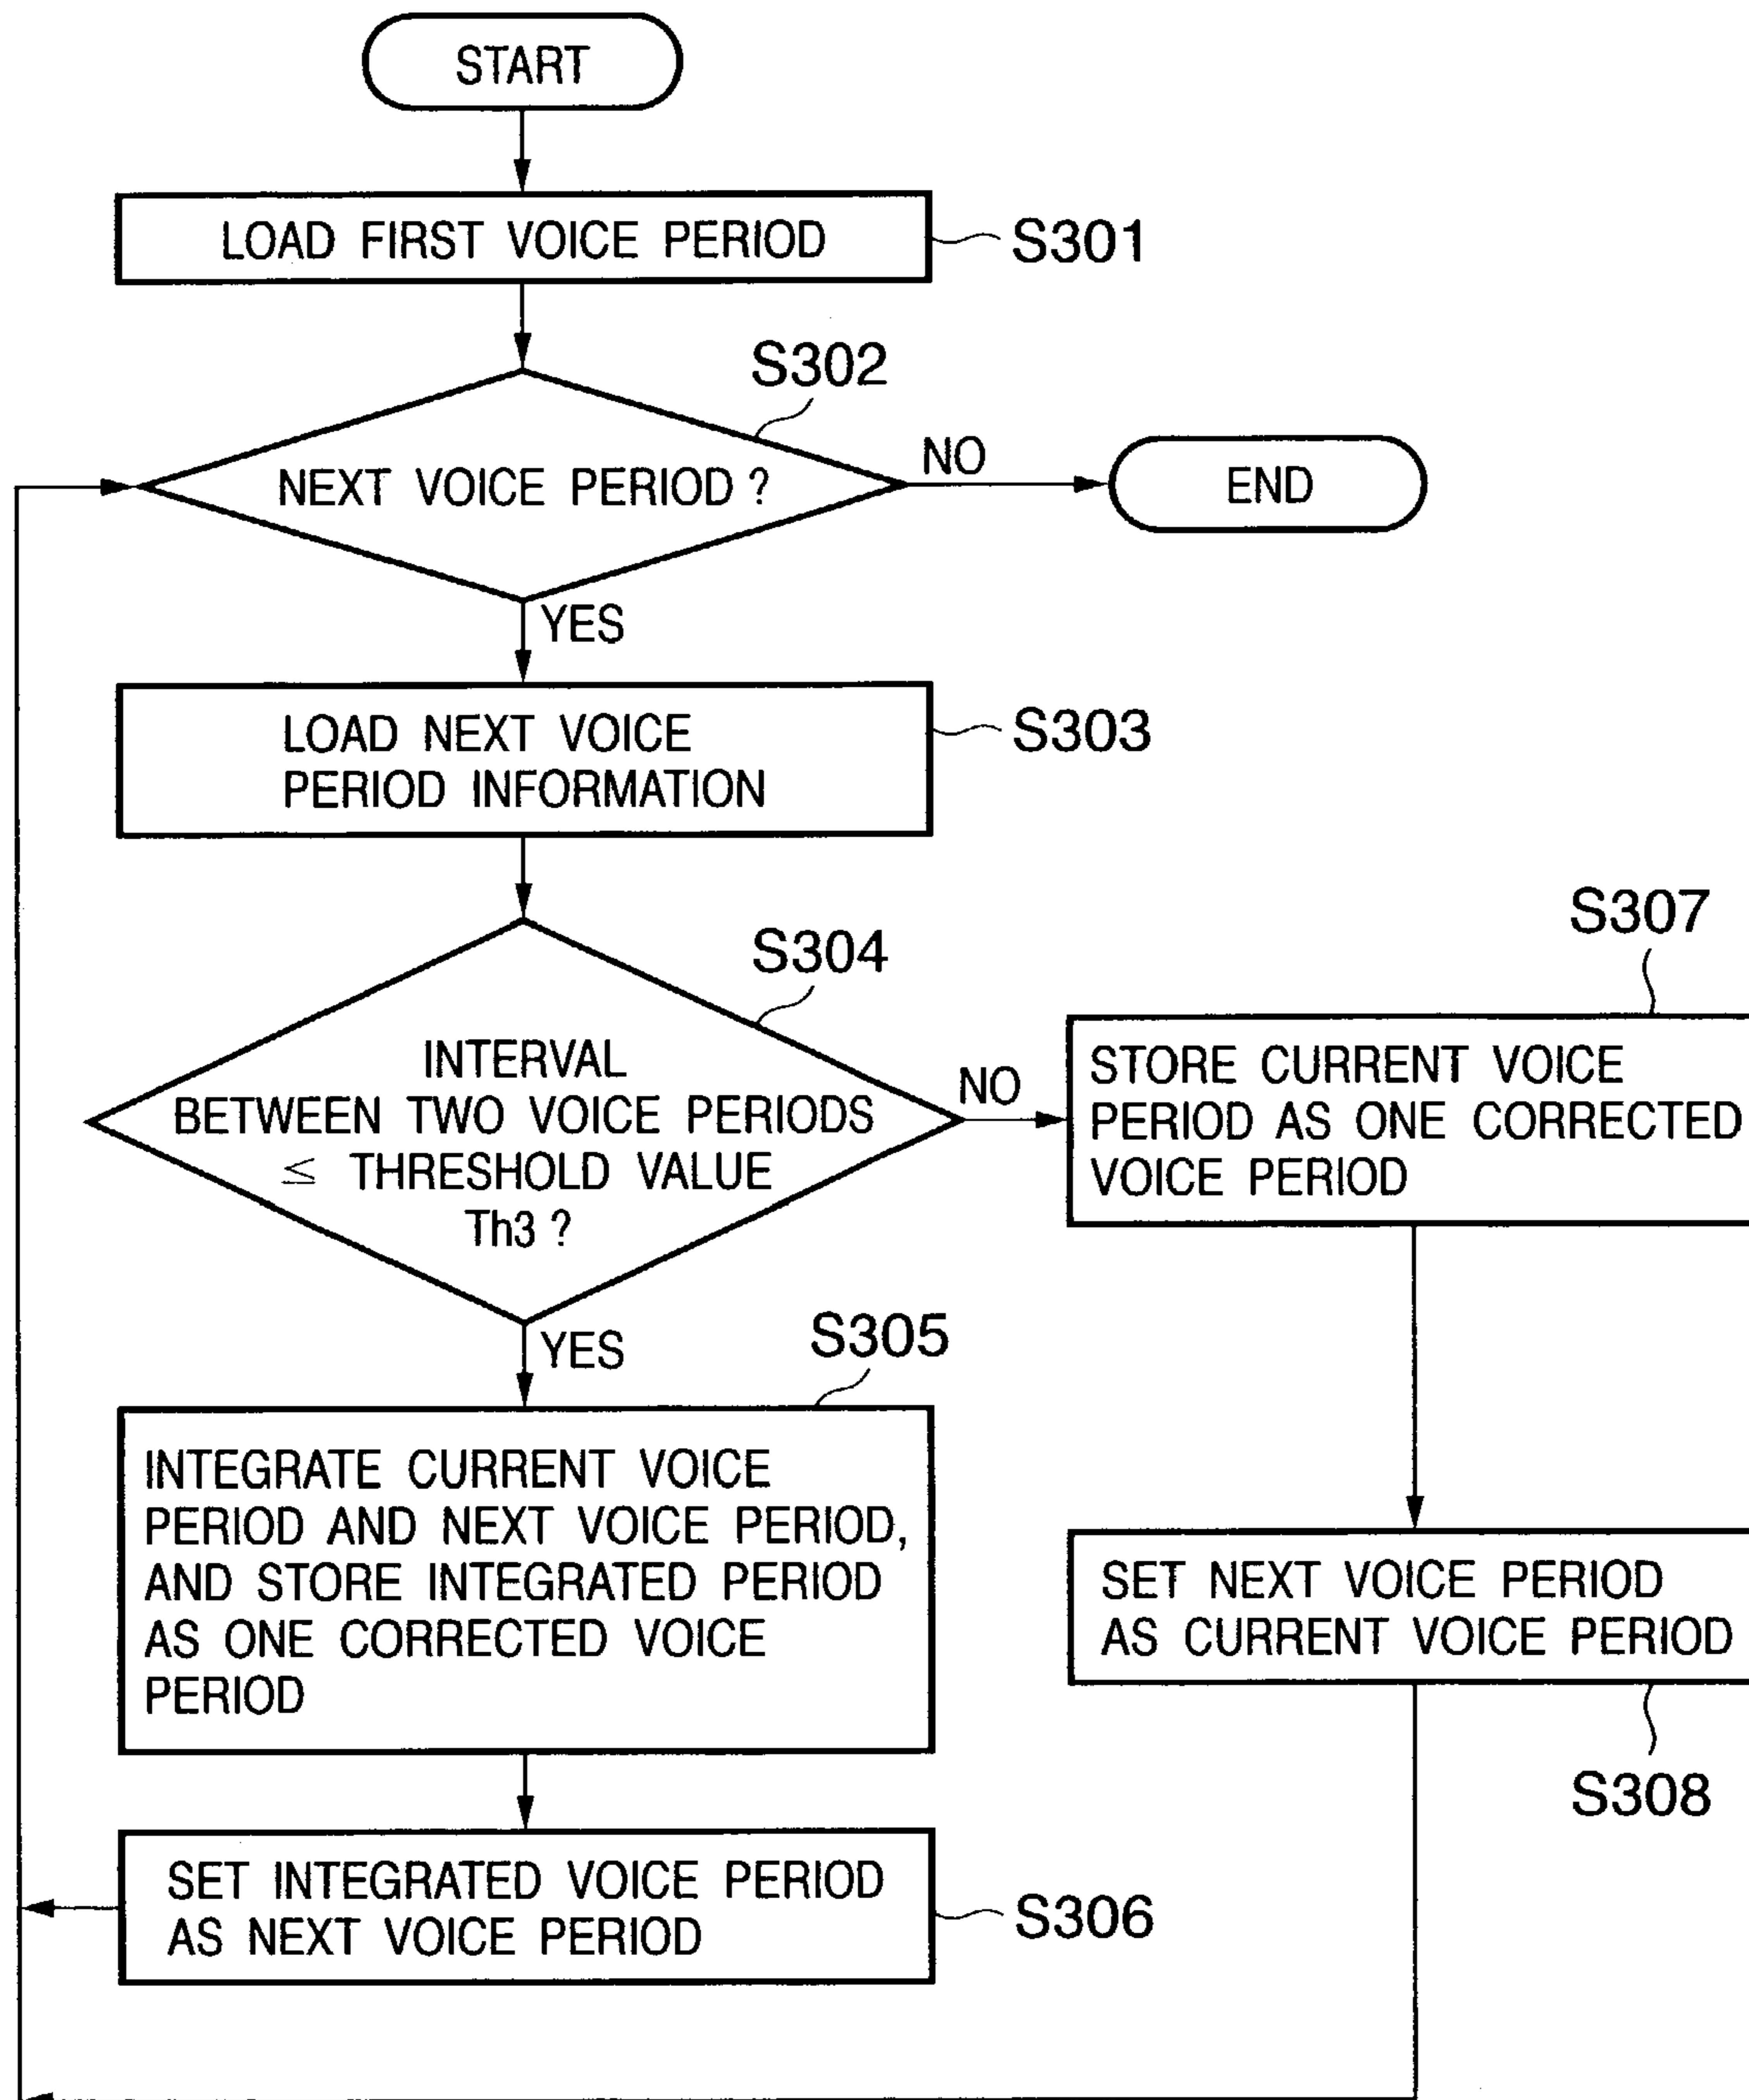 START
LOAD FIRST VOICE PERIOD
S301
S302
NEXT VOICE PERIOD ?
NO
END
YES
LOAD NEXT VOICE
PERIOD INFORMATION
S303
S304
INTERVAL
BETWEEN TWO VOICE PERIODS
≤ THRESHOLD VALUE
Th3 ?
NO
S307
STORE CURRENT VOICE
PERIOD AS ONE CORRECTED
VOICE PERIOD
YES
S305
INTEGRATE CURRENT VOICE
PERIOD AND NEXT VOICE PERIOD,
AND STORE INTEGRATED PERIOD
AS ONE CORRECTED VOICE
PERIOD
SET NEXT VOICE PERIOD
AS CURRENT VOICE PERIOD
S308
SET INTEGRATED VOICE PERIOD
AS NEXT VOICE PERIOD
S306